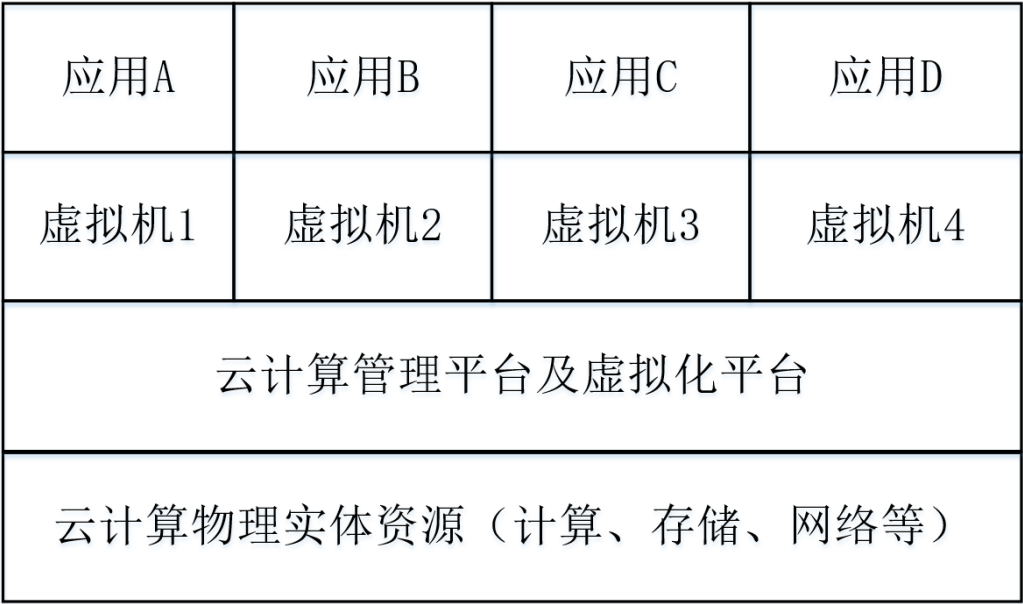 应用A 应用B 应用C 应用D
虚拟机1 虚拟机2 虚拟机3 虚拟机4
云计算管理平台及虚拟化平台
云计算物理实体资源（计算、存储、网络等）